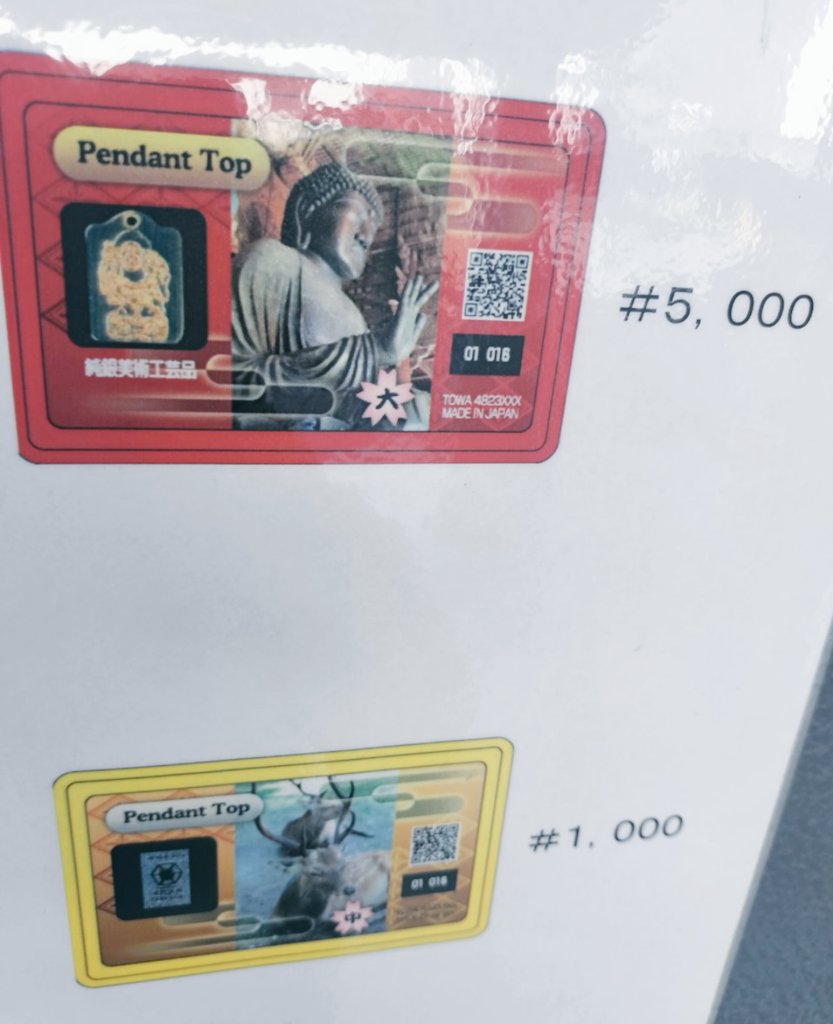 Pendant Top
純銀美術工芸品
大
01 016
TOWA 4823XXX
MADE IN JAPAN
#5, 000
Pendant Top
中
01 016
#1, 000